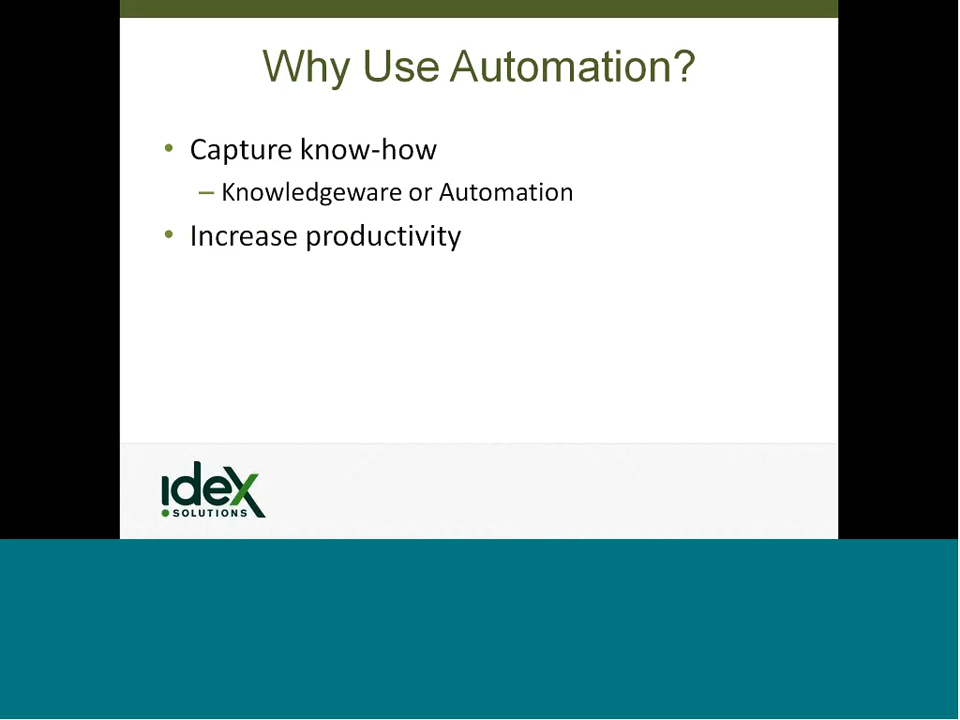 Why Use Automation?
• Capture know-how
– Knowledgeware or Automation
• Increase productivity
ideX
SOLUTIONS